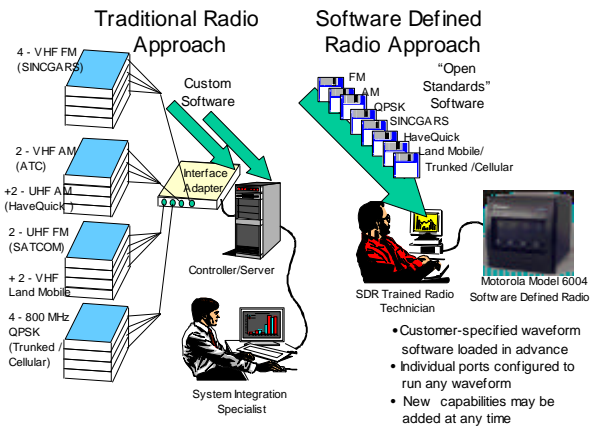 Traditional Radio
Approach
4 - VHF FM
(SINCGARS)
2 - VHF AM
(ATC)
+2 - UHF AM
(HaveQuick )
2 - UHF FM
(SATCOM)
+ 2 - VHF
Land Mobile
4 - 800 MHz
QPSK
(Trunked /
Cellular)
Custom
Software
Interface
Adapter
Controller/Server
System Integration
Specialist
Software Defined
Radio Approach
FM
AM
QPSK
SINCGARS
HaveQuick
Land Mobile/
Trunked /Cellular
“Open
Standards”
Software
SDR Trained Radio
Technician
Motorola Model 6004
Software Defined Radio
•Customer-specified waveform
software loaded in advance
• Individual ports configured to
run any waveform
• New capabilities may be
added at any time